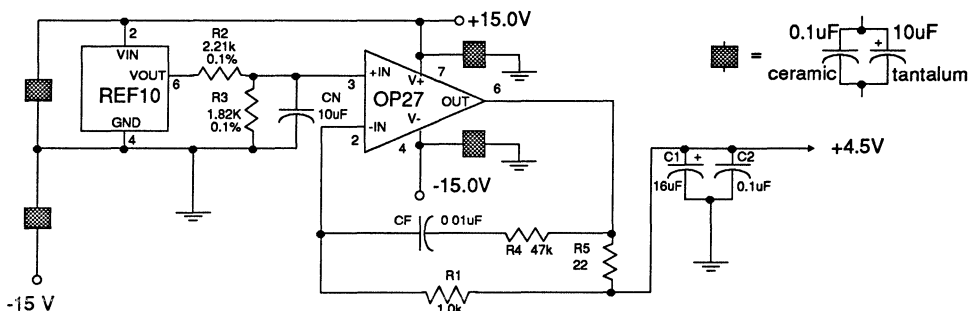 +15.0V
2
VIN
VOUT
6
REF10
GND
4
R2
2.21k
0.1%
R3
1.82K
0.1%
CN
10uF
3
+IN
V+
7
OP27
OUT
6
-IN
2
V-
4
-15.0V
=
0.1uF
+
10uF
ceramic
tantalum
+4.5V
C1
+
C2
16uF
0.1uF
CF
0 01uF
R4 47k
R5
22
R1
1.0k
-15 V